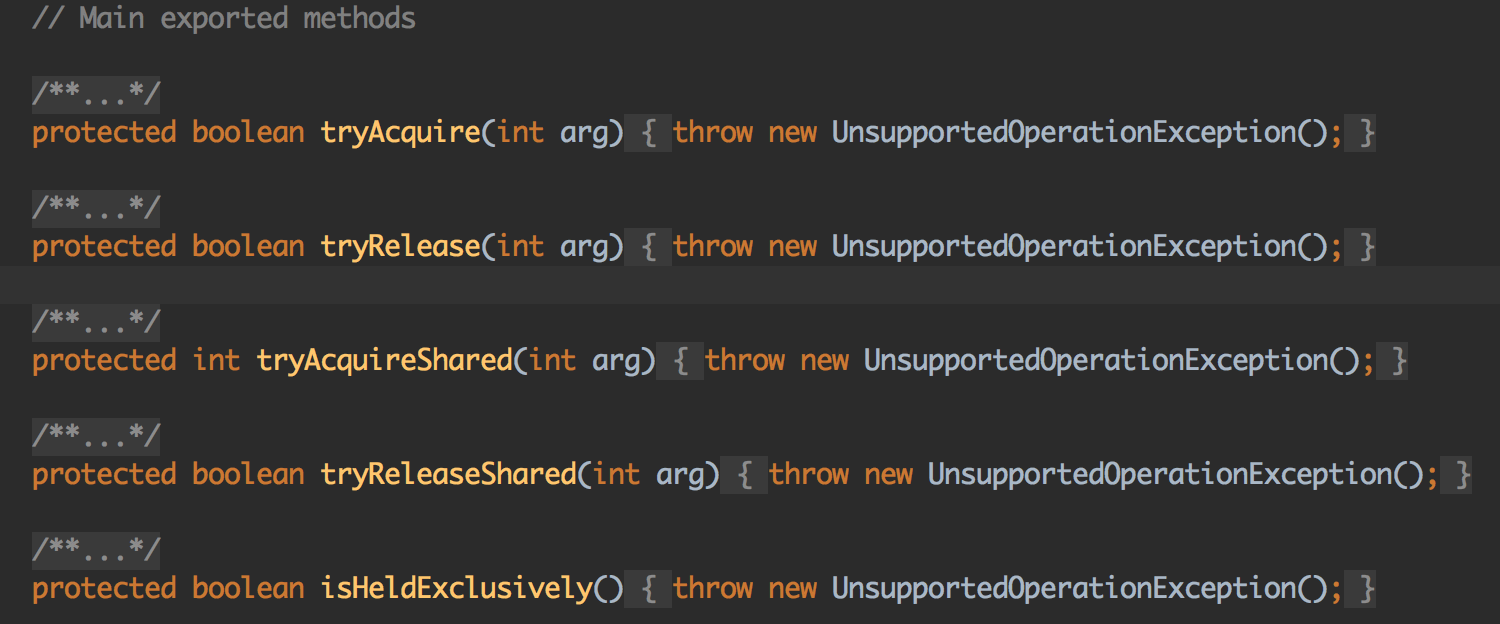 // Main exported methods
/**...*/
protected boolean tryAcquire(int arg) { throw new UnsupportedOperationException(); }
/**...*/
protected boolean tryRelease(int arg) { throw new UnsupportedOperationException(); }
/**...*/
protected int tryAcquireShared(int arg) { throw new UnsupportedOperationException(); }
/**...*/
protected boolean tryReleaseShared(int arg) { throw new UnsupportedOperationException(); }
/**...*/
protected boolean isHeldExclusively() { throw new UnsupportedOperationException(); }